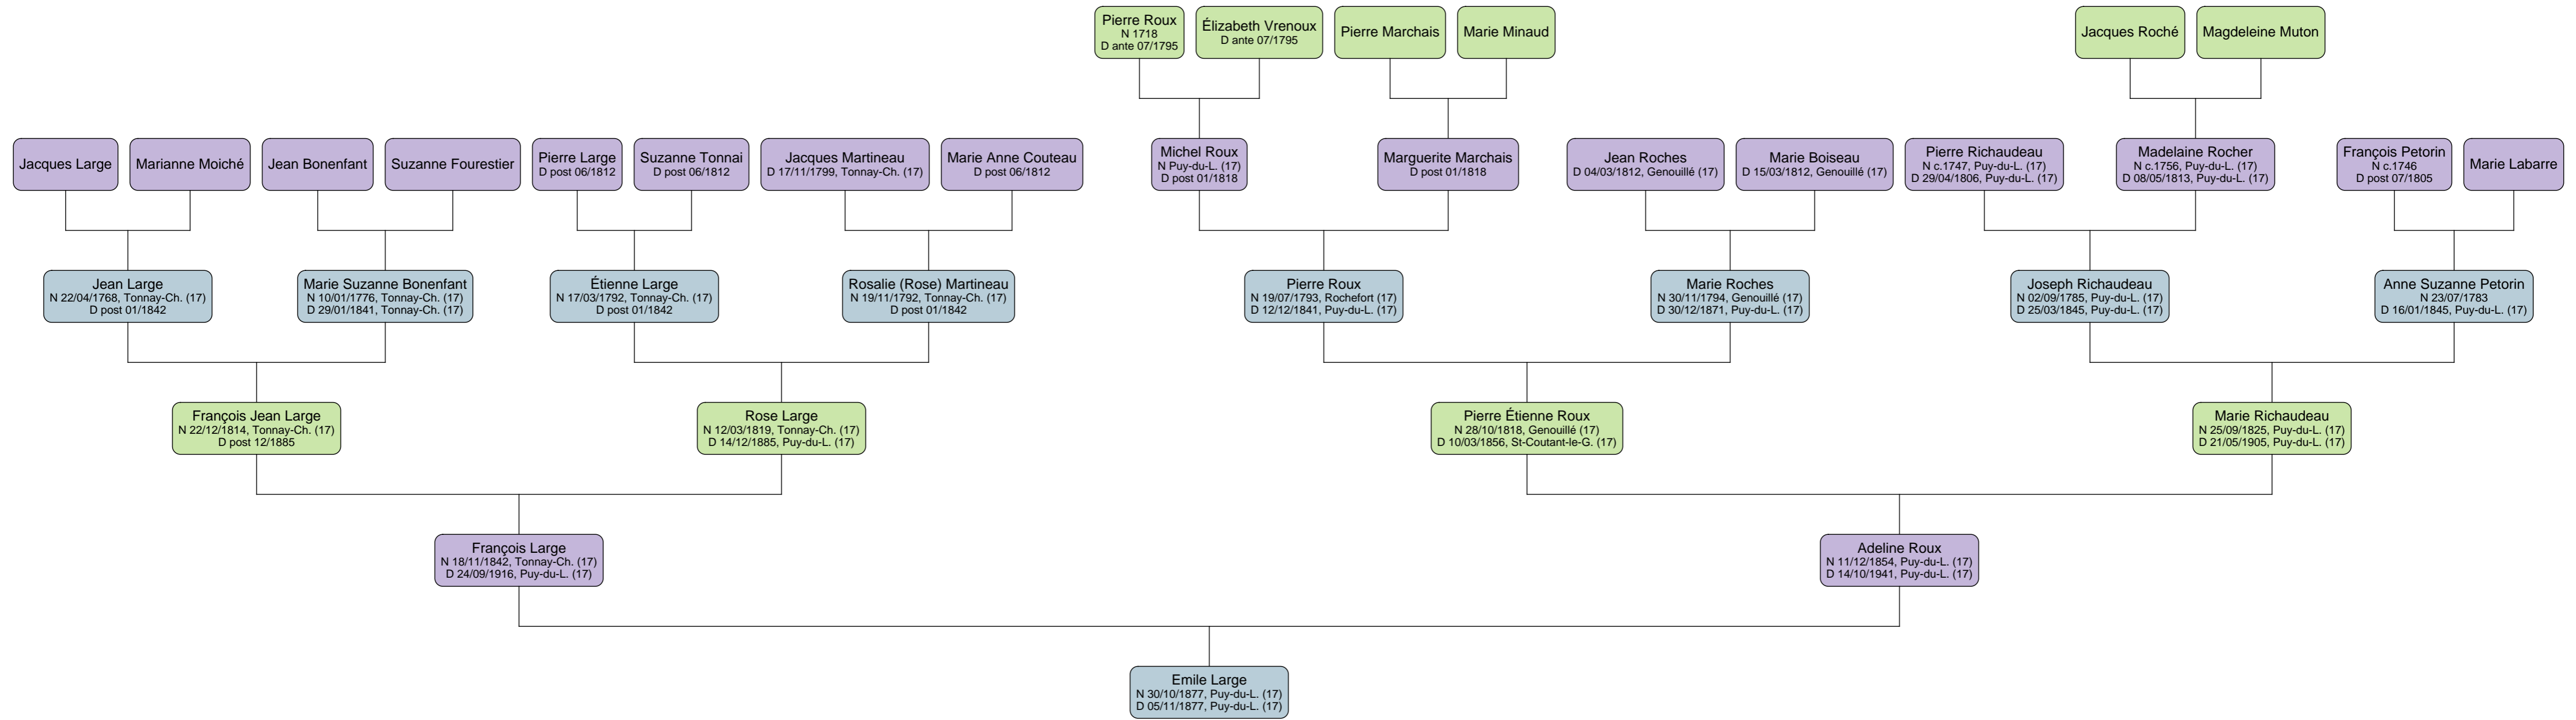 Pierre Roux
N 1718
D ante 07/1795
Élizabeth Vrenoux
D ante 07/1795
Pierre Marchais
Marie Minaud
Jacques Roché
Magdeleine Muton
Jacques Large
Marianne Moiché
Jean Bonenfant
Suzanne Fourestier
Pierre Large
D post 06/1812
Suzanne Tonnai
D post 06/1812
Jacques Martineau
D 17/11/1799, Tonnay-Ch. (17)
Marie Anne Couteau
D post 06/1812
Michel Roux
N Puy-du-L. (17)
D post 01/1818
Marguerite Marchais
D post 01/1818
Jean Roches
D 04/03/1812, Genouillé (17)
Marie Boiseau
D 15/03/1812, Genouillé (17)
Pierre Richaudeau
N c.1747, Puy-du-L. (17)
D 29/04/1806, Puy-du-L. (17)
Madelaine Rocher
N c.1756, Puy-du-L. (17)
D 08/05/1813, Puy-du-L. (17)
François Petorin
N c.1746
D post 07/1805
Marie Labarre
Jean Large
N 22/04/1768, Tonnay-Ch. (17)
D post 01/1842
Marie Suzanne Bonenfant
N 10/01/1776, Tonnay-Ch. (17)
D 29/01/1841, Tonnay-Ch. (17)
Étienne Large
N 17/03/1792, Tonnay-Ch. (17)
D post 01/1842
Rosalie (Rose) Martineau
N 19/11/1792, Tonnay-Ch. (17)
D post 01/1842
Pierre Roux
N 19/07/1793, Rochefort (17)
D 12/12/1841, Puy-du-L. (17)
Marie Roches
N 30/11/1794, Genouillé (17)
D 30/12/1871, Puy-du-L. (17)
Joseph Richaudeau
N 02/09/1785, Puy-du-L. (17)
D 25/03/1845, Puy-du-L. (17)
Anne Suzanne Petorin
N 23/07/1783
D 16/01/1845, Puy-du-L. (17)
François Jean Large
N 22/12/1814, Tonnay-Ch. (17)
D post 12/1885
Rose Large
N 12/03/1819, Tonnay-Ch. (17)
D 14/12/1885, Puy-du-L. (17)
Pierre Étienne Roux
N 28/10/1818, Genouillé (17)
D 10/03/1856, St-Coutant-le-G. (17)
Marie Richaudeau
N 25/09/1825, Puy-du-L. (17)
D 21/05/1905, Puy-du-L. (17)
François Large
N 18/11/1842, Tonnay-Ch. (17)
D 24/09/1916, Puy-du-L. (17)
Adeline Roux
N 11/12/1854, Puy-du-L. (17)
D 14/10/1941, Puy-du-L. (17)
Emile Large
N 30/10/1877, Puy-du-L. (17)
D 05/11/1877, Puy-du-L. (17)